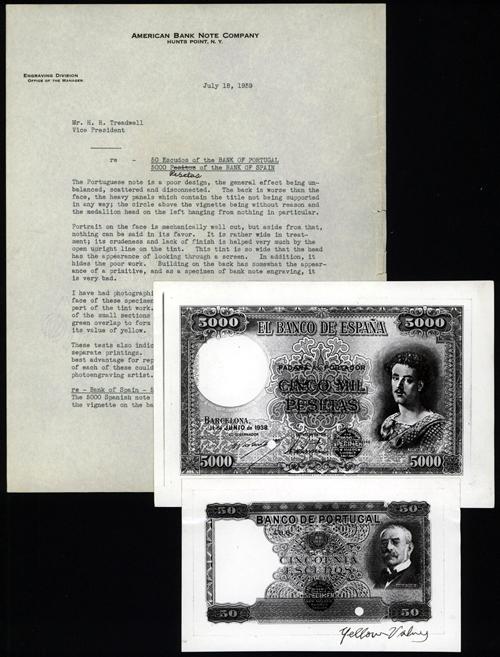 AMERICAN BANK NOTE COMPANY
HUNTS POINT, N. Y.
ENGRAVING DIVISION
OFFICE OF THE MANAGER
July 18, 1939
Mr. H. H. Treadwell
Vice President
re - 50 Escudos of the BANK OF PORTUGAL
5000 Pesitos of the BANK OF SPAIN
Pesetas
The Portuguese note is a poor design, the general effect being un-
balanced, scattered and disconnected. The back is worse than the
face, the heavy panels which contain the title not being supported
in any way; the circle above the vignette being without reason and
the medallion head on the left hanging from nothing in particular.
Portrait on the face is mechanically well cut, but aside from that,
nothing can be said in its favor. It is rather wide in treat-
ment; its crudeness and lack of finish is helped very much by the
open upright line on the tint. This tint is so wide that the head
has the appearance of looking through a screen. In addition, it
hides the poor work. Building on the back has somewhat the appear-
ance of a primitive, and as a specimen of bank note engraving, it
is very bad.
I have had photographi
face of these specimen
part of the tint work.
of the small sections
green overlap to form
its value of yellow.
These tests also indic
separate printings.
best advantage for rep
of each of these could
photoengraving artist.
re - Bank of Spain - 5
The 5000 Spanish note
the vignette on the ba
5000 5000
EL BANCO DE ESPAÑA
PAGARÁ AL PORTADOR
CINCO MIL
PESETAS
BARCELONA,
11 DE JUNIO DE 1938
EL GOBERNADOR
5000 5000
50 50
BANCO DE PORTUGAL
CINCOENTA
ESCUDOS
SPECIMEN
50 50
Yellow Value